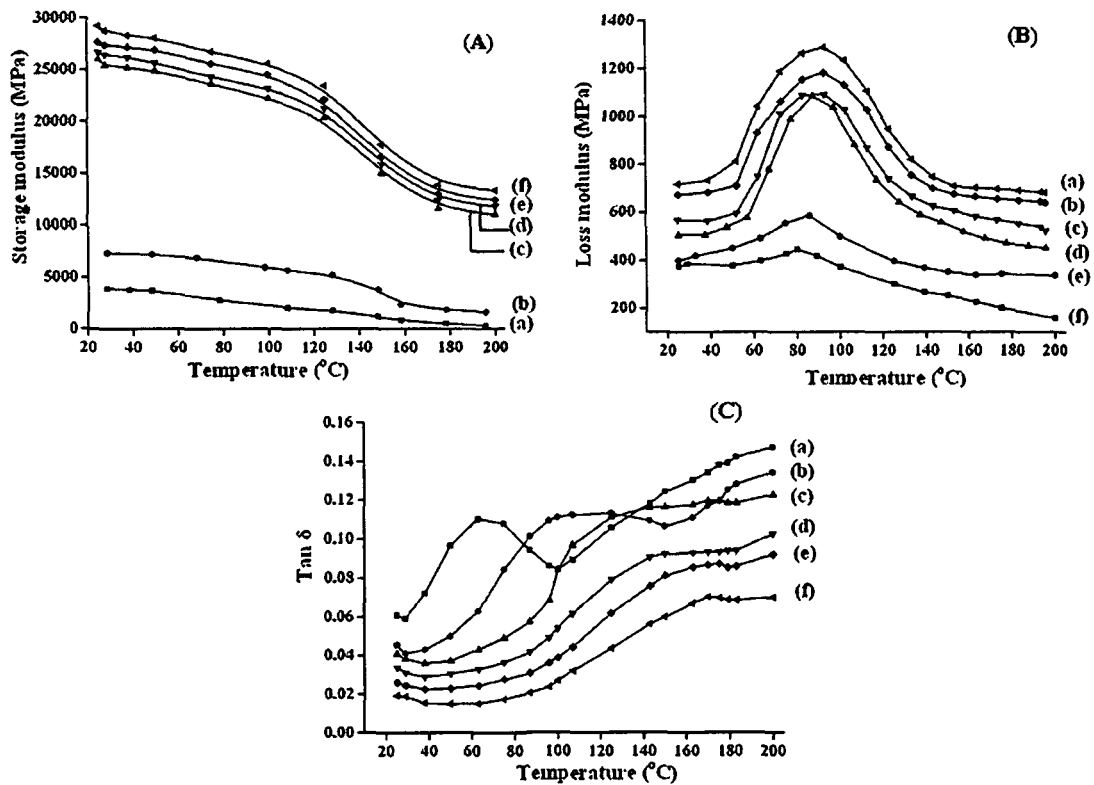 (A)
Storage modulus (MPa)
30000
25000
20000
15000
10000
5000
0
20 40 60 80 100 120 140 160 180 200
Temperature (°C)
(f)
(e)
(d)
(c)
(b)
(a)
(B)
Loss modulus (MPa)
1400
1200
1000
800
600
400
200
20 40 60 80 100 120 140 160 180 200
Temperature (°C)
(a)
(b)
(c)
(d)
(e)
(f)
(C)
Tan δ
0.16
0.14
0.12
0.10
0.08
0.06
0.04
0.02
0.00
20 40 60 80 100 120 140 160 180 200
Temperature (°C)
(a)
(b)
(c)
(d)
(e)
(f)